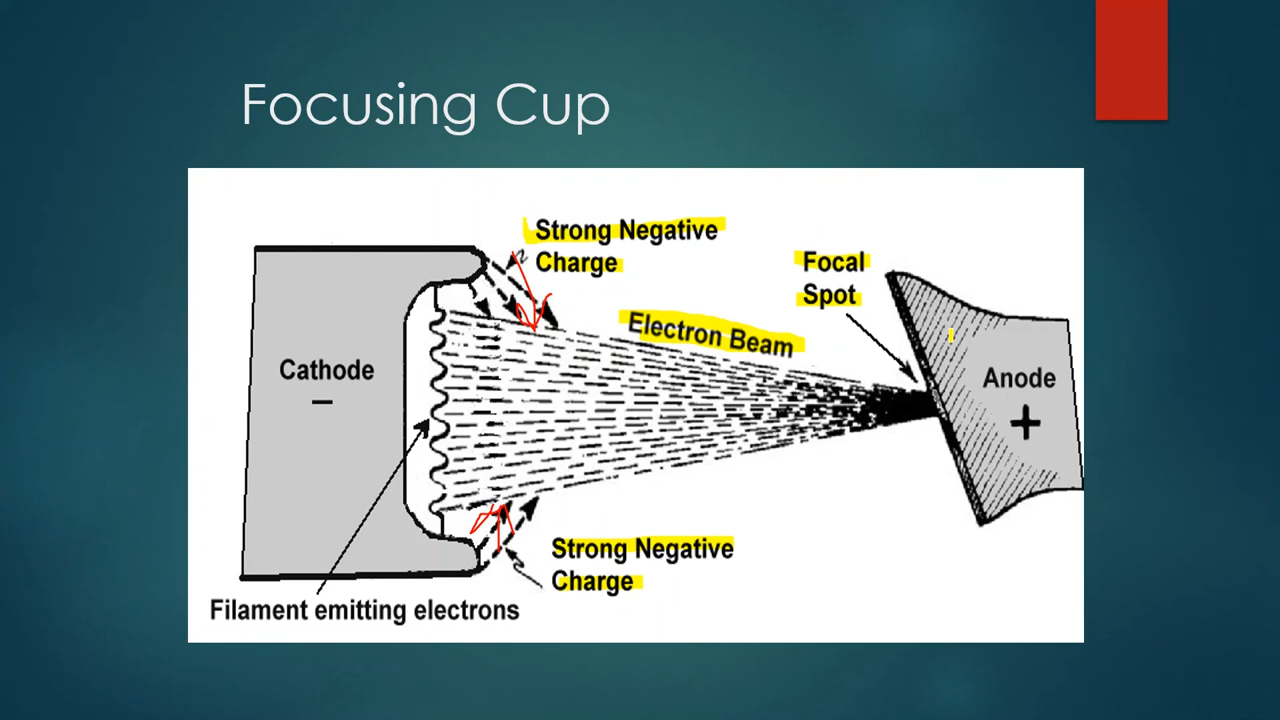 Focusing Cup
Strong Negative
Charge
Focal
Spot
Electron Beam
Cathode
–
Anode
+
Strong Negative
Charge
Filament emitting electrons